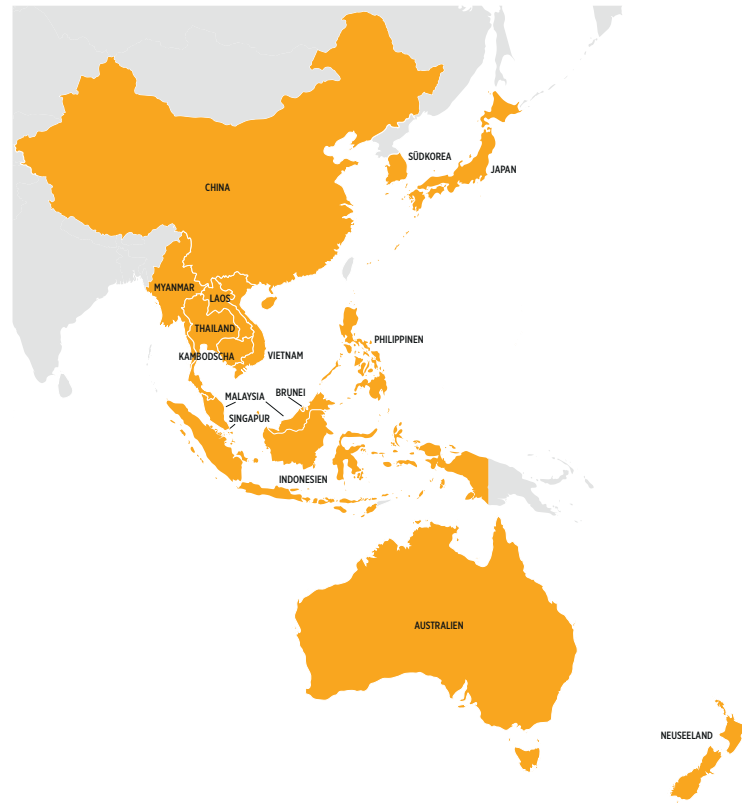 SÜDKOREA
JAPAN
CHINA
MYANMAR
LAOS
THAILAND
PHILIPPINEN
KAMBODSCHA
VIETNAM
BRUNEI
MALAYSIA
SINGAPUR
INDONESIEN
AUSTRALIEN
NEUSEELAND